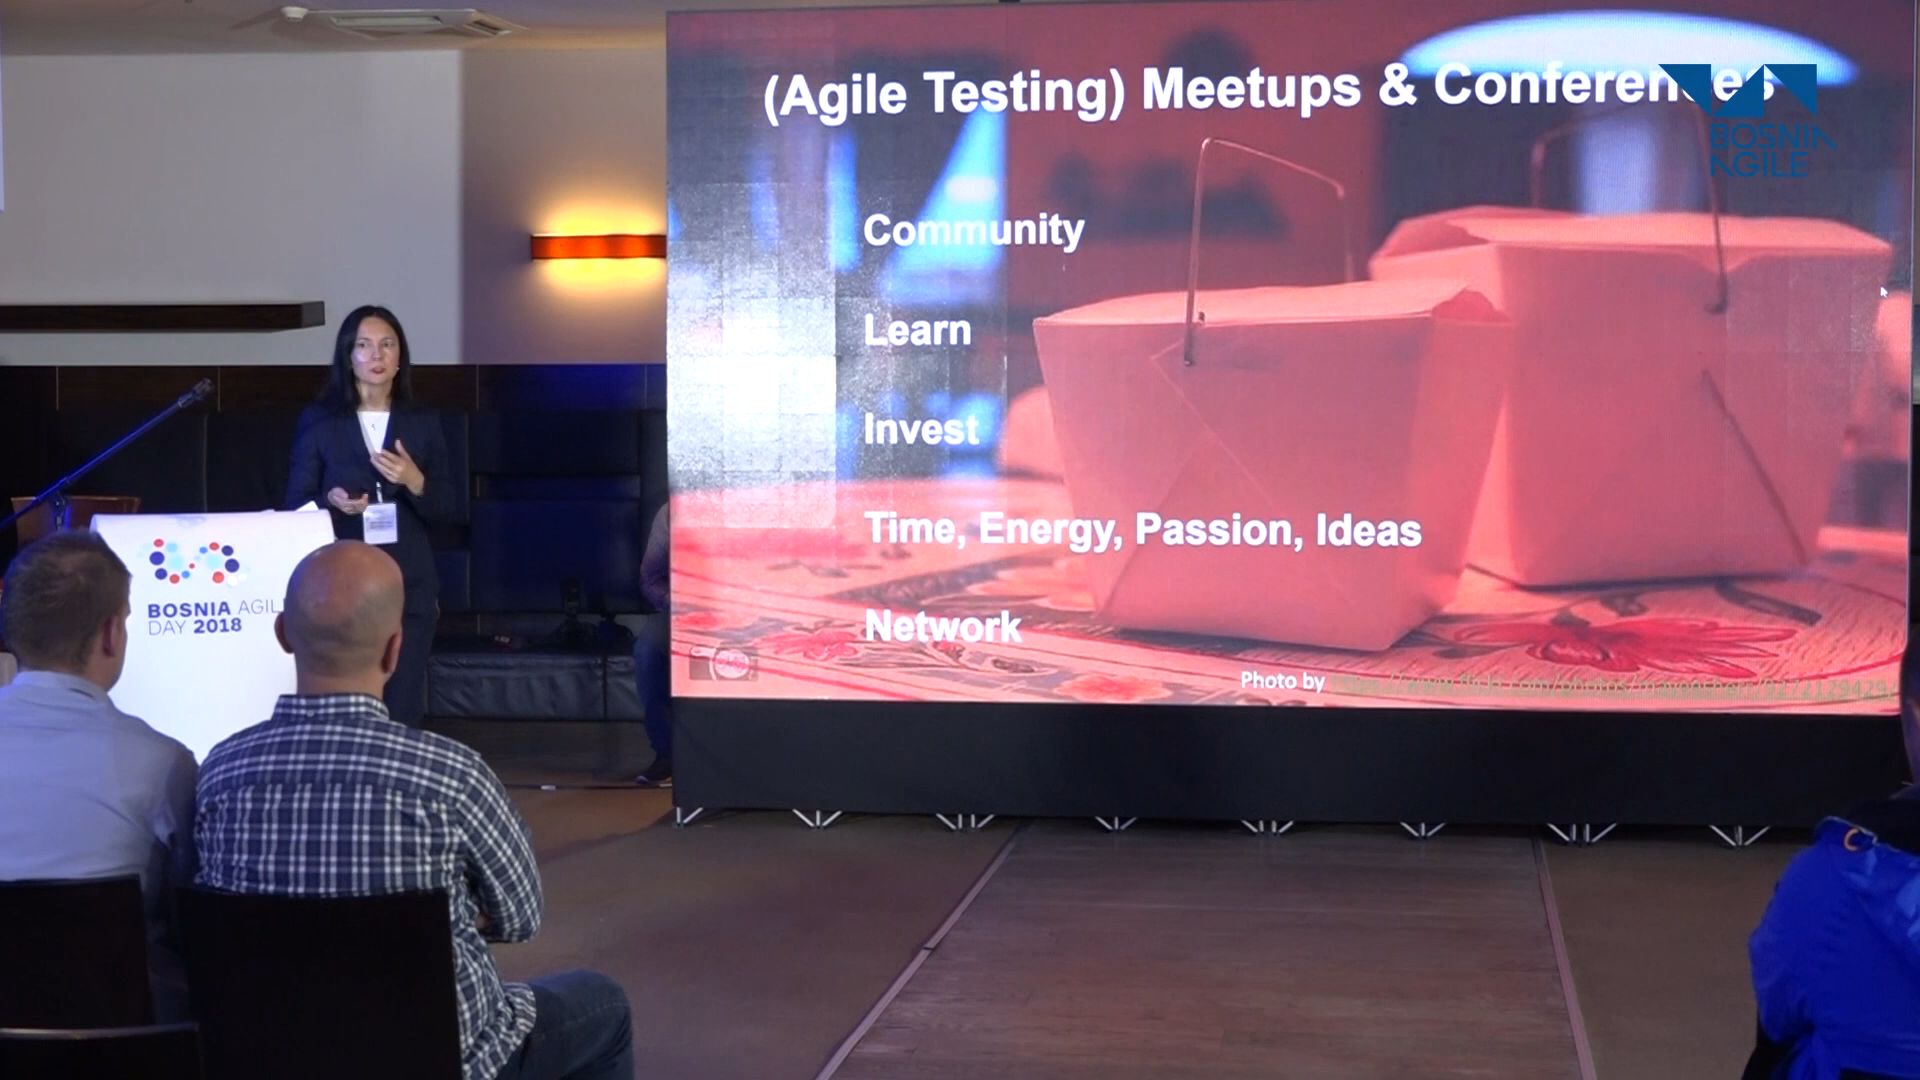 (Agile Testing) Meetups & Conferences
BOSNIA
AGILE
Community
Learn
Invest
Time, Energy, Passion, Ideas
Network
Photo by
BOSNIA AGIL
DAY 2018